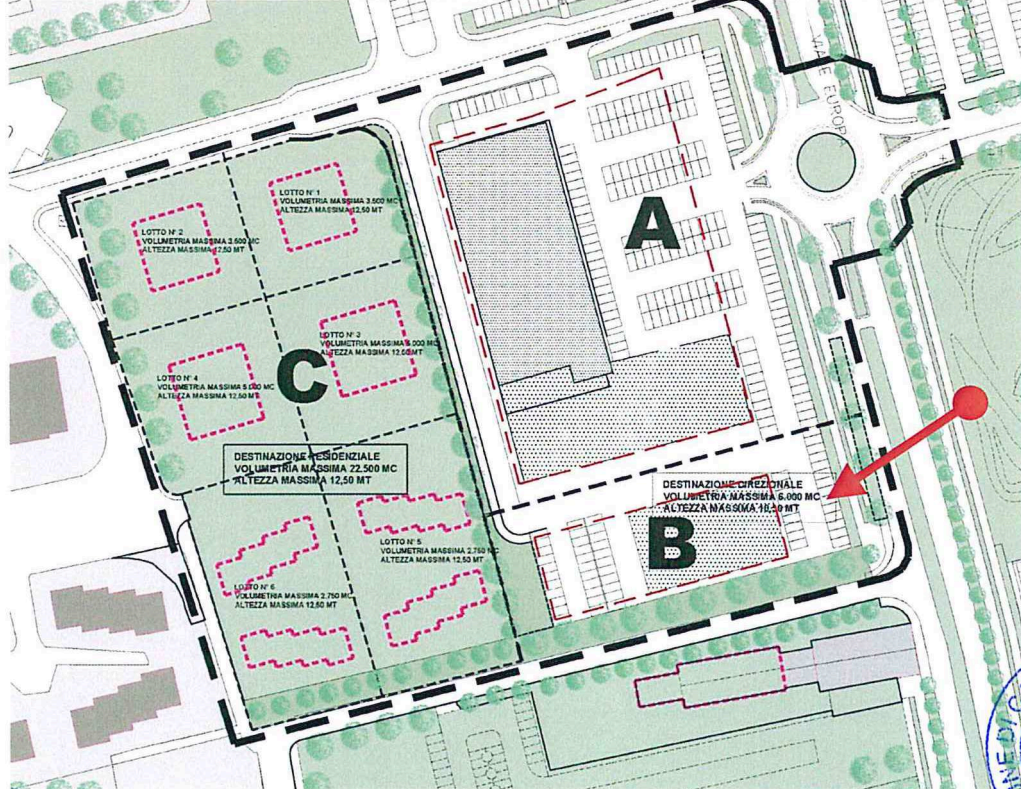 VIALE EUROPA
A
LOTTO N° 1
VOLUMETRIA MASSIMA 3.500 MC
ALTEZZA MASSIMA 12,50 MT
LOTTO N° 2
VOLUMETRIA MASSIMA 3.500 MC
ALTEZZA MASSIMA 12,50 MT
LOTTO N° 3
VOLUMETRIA MASSIMA 5.000 MC
ALTEZZA MASSIMA 12,50 MT
C
LOTTO N° 4
VOLUMETRIA MASSIMA 5.000 MC
ALTEZZA MASSIMA 12,50 MT
DESTINAZIONE RESIDENZIALE
VOLUMETRIA MASSIMA 22.500 MC
ALTEZZA MASSIMA 12,50 MT
DESTINAZIONE DIREZIONALE
VOLUMETRIA MASSIMA 6.000 MC
ALTEZZA MASSIMA 10,50 MT
B
LOTTO N° 5
VOLUMETRIA MASSIMA 2.750 MC
ALTEZZA MASSIMA 12,50 MT
LOTTO N° 6
VOLUMETRIA MASSIMA 2.750 MC
ALTEZZA MASSIMA 12,50 MT